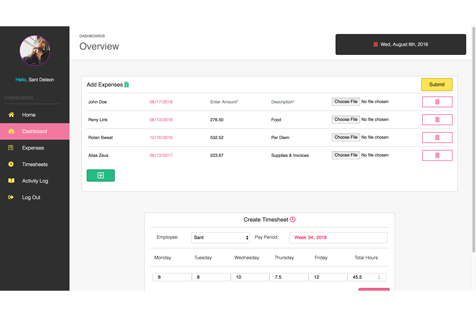 DASHBOARDS
Overview
Wed, August 8th, 2018
Hello, Sant Deleon
DASHBOARDS
Home
Dashboard
Expenses
Timesheets
Activity Log
Log Out
Add Expenses
Submit
John Doe 06/17/2018 Enter Amount* Description* Choose File No file chosen
Remy Link 08/13/2018 276.50 Food Choose File No file chosen
Rolan Sweat 12/16/2018 532.52 Per Diem Choose File No file chosen
Alias Zeus 06/13/2017 223.67 Supplies & Invoices Choose File No file chosen
Create Timesheet
Employee: Sant Pay Period: Week 34, 2018
Monday Tuesday Wednesday Thursday Friday Total Hours
8 8 10 7.5 12 45.5